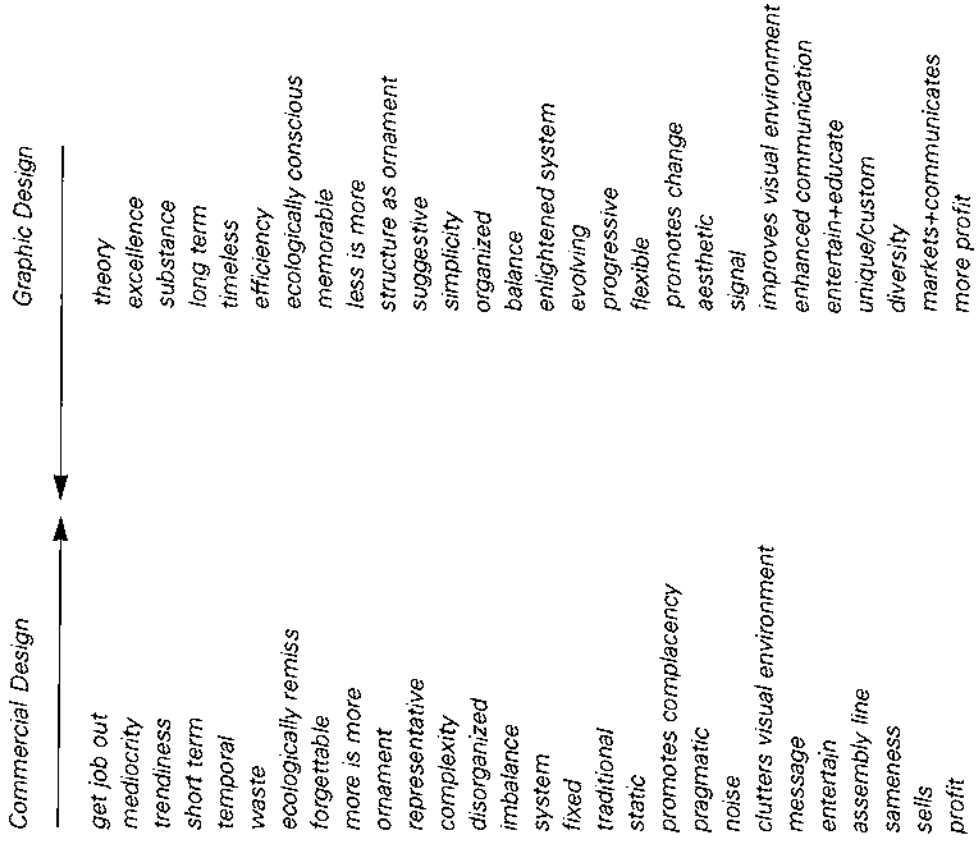 Commercial Design
Graphic Design
get job out
theory
mediocrity
excellence
trendiness
substance
short term
long term
temporal
timeless
waste
efficiency
ecologically remiss
ecologically conscious
forgettable
memorable
more is more
less is more
ornament
structure as ornament
representative
suggestive
complexity
simplicity
disorganized
organized
imbalance
balance
system
enlightened system
fixed
evolving
traditional
progressive
static
flexible
promotes complacency
promotes change
pragmatic
aesthetic
noise
signal
clutters visual environment
improves visual environment
message
enhanced communication
entertain
entertain+educate
assembly line
unique/custom
sameness
diversity
sells
markets+communicates
profit
more profit